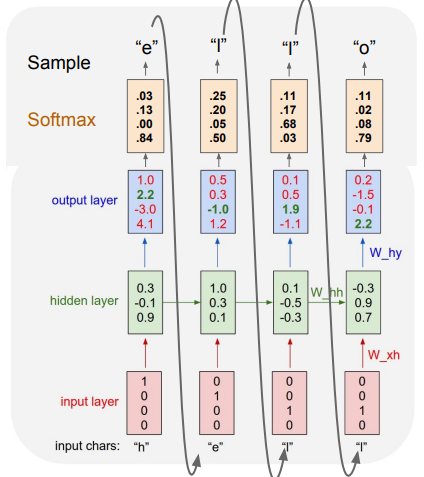 “e” “l” “l” “o”
Sample
.03 .25 .11 .11
.13 .20 .17 .02
Softmax
.00 .05 .68 .08
.84 .50 .03 .79
1.0 0.5 0.1 0.2
output layer 2.2 0.3 0.5 -1.5
-3.0 -1.0 1.9 -0.1
4.1 1.2 -1.1 2.2
W_hy
0.3 1.0 0.1 W_hh -0.3
hidden layer -0.1 0.3 -0.5 0.9
0.9 0.1 -0.3 0.7
W_xh
1 0 0 0
input layer 0 1 0 0
0 0 1 1
0 0 0 0
input chars: “h” “e” “l” “l”